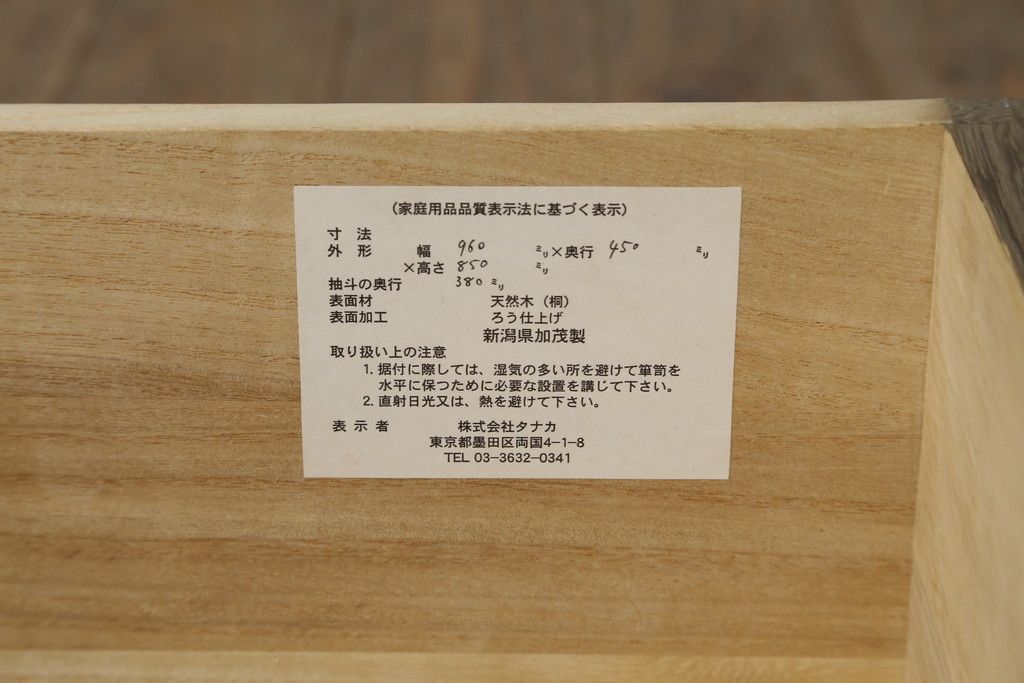 (家庭用品品質表示法に基づく表示)
寸 法
外 形 幅 960 ミリ×奥行 450 ミリ
×高さ 850 ミリ
抽斗の奥行 380 ミリ
表面材 天然木（桐）
表面加工 ろう仕上げ
新潟県加茂製
取り扱い上の注意
1. 据付に際しては、湿気の多い所を避けて箪笥を
水平に保つために必要な設置を講じて下さい。
2. 直射日光又は、熱を避けて下さい。
表 示 者 株式会社タナカ
東京都墨田区両国4−1−8
TEL 03−3632−0341